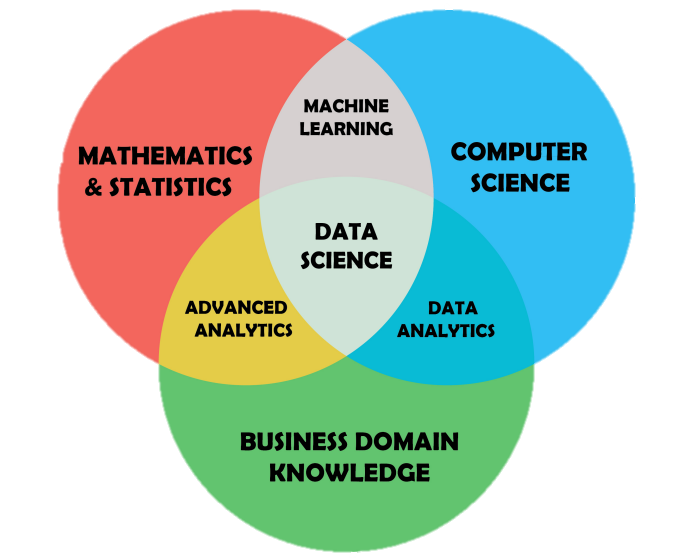 MACHINE
LEARNING
MATHEMATICS
& STATISTICS
COMPUTER
SCIENCE
DATA
SCIENCE
ADVANCED
ANALYTICS
DATA
ANALYTICS
BUSINESS DOMAIN
KNOWLEDGE